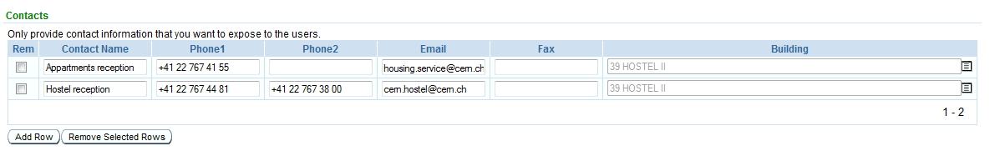 Contacts
Only provide contact information that you want to expose to the users.
Rem Contact Name Phone1 Phone2 Email Fax Building
Appartments reception +41 22 767 41 55 housing.service@cern.ch 39 HOSTEL II
Hostel reception +41 22 767 44 81 +41 22 767 38 00 cern.hostel@cern.ch 39 HOSTEL II
1 - 2
Add Row Remove Selected Rows